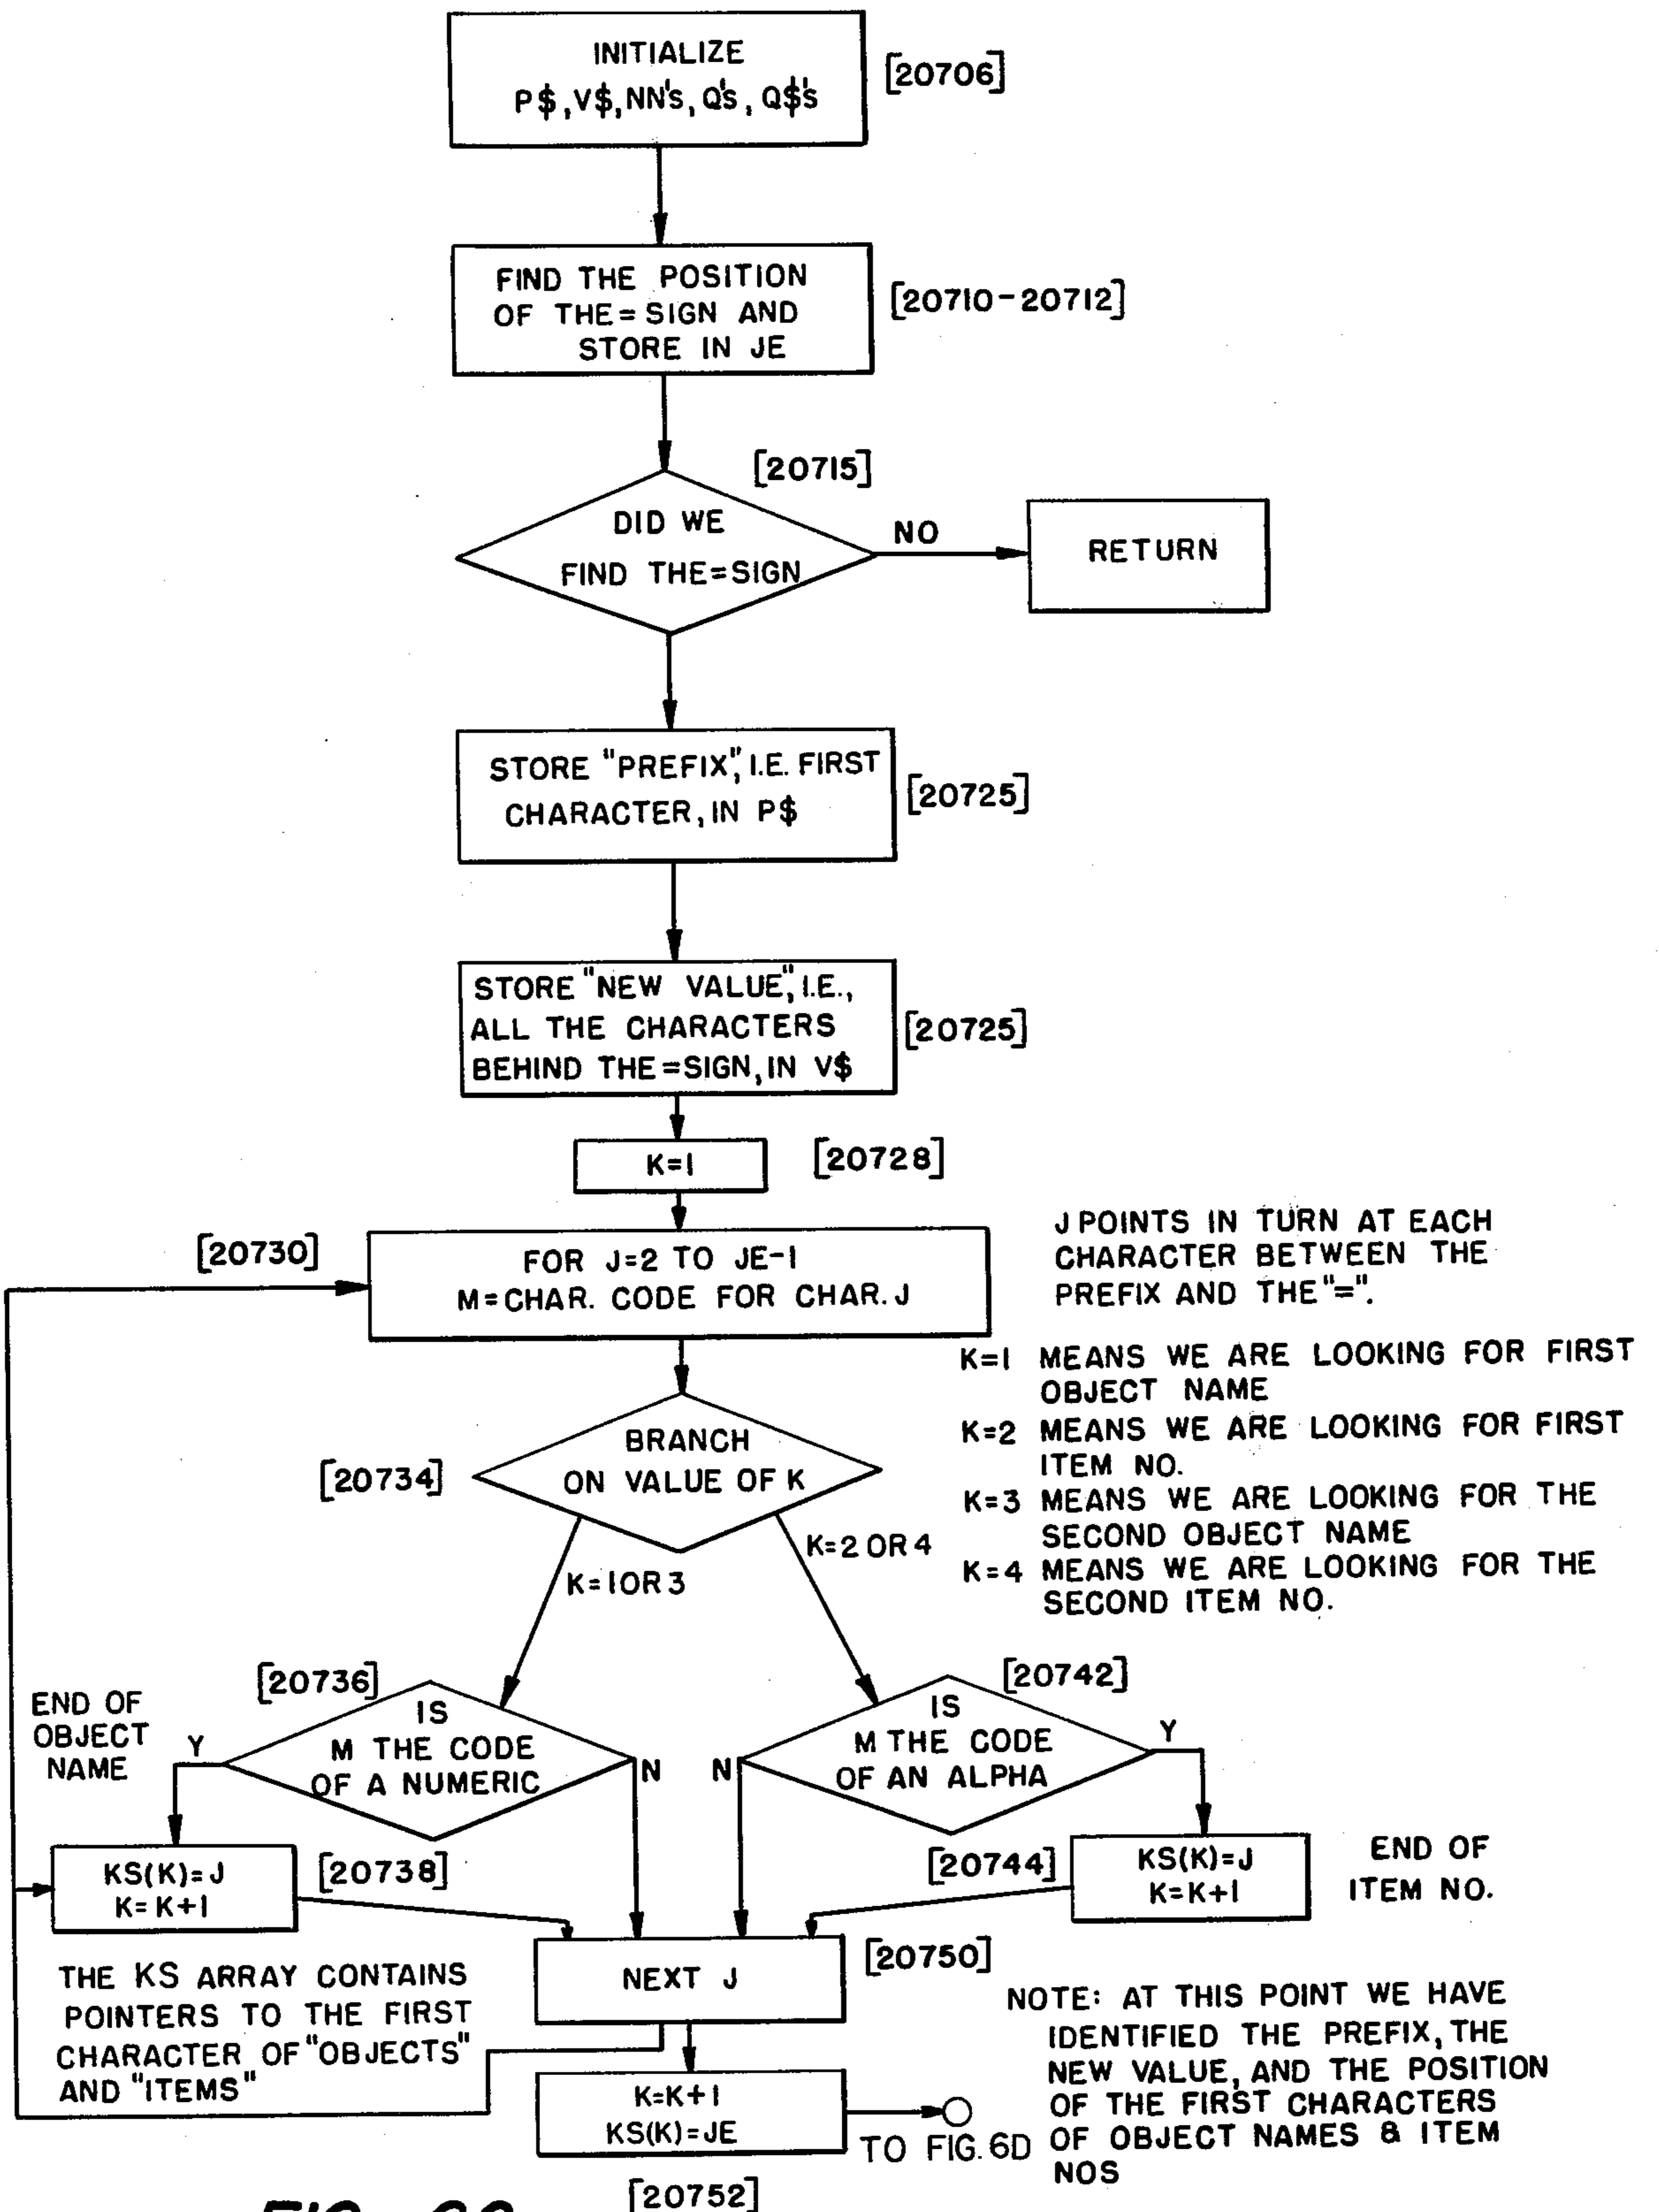 INITIALIZE
P$,V$,NN's, Q's, Q$'s
[20706]
FIND THE POSITION
OF THE= SIGN AND
STORE IN JE
[20710-20712]
[20715]
DID WE
FIND THE=SIGN
NO
RETURN
STORE "PREFIX", I.E. FIRST
CHARACTER, IN P$
[20725]
STORE "NEW VALUE", I.E.,
ALL THE CHARACTERS
BEHIND THE =SIGN, IN V$
[20725]
K=1
[20728]
[20730]
FOR J=2 TO JE-1
M=CHAR. CODE FOR CHAR. J
J POINTS IN TURN AT EACH
CHARACTER BETWEEN THE
PREFIX AND THE "=".
K=1 MEANS WE ARE LOOKING FOR FIRST
OBJECT NAME
K=2 MEANS WE ARE LOOKING FOR FIRST
ITEM NO.
K=3 MEANS WE ARE LOOKING FOR THE
SECOND OBJECT NAME
K=4 MEANS WE ARE LOOKING FOR THE
SECOND ITEM NO.
[20734]
BRANCH
ON VALUE OF K
K=1 OR 3
K=2 OR 4
END OF
OBJECT
NAME
[20736]
IS
M THE CODE
OF A NUMERIC
Y
N
[20742]
IS
M THE CODE
OF AN ALPHA
N
Y
KS(K)=J
K=K+1
[20738]
[20744]
KS(K)=J
K=K+1
END OF
ITEM NO.
THE KS ARRAY CONTAINS
POINTERS TO THE FIRST
CHARACTER OF "OBJECTS"
AND "ITEMS"
NEXT J
[20750]
K=K+1
KS(K)=JE
[20752]
TO FIG. 6D
NOTE: AT THIS POINT WE HAVE
IDENTIFIED THE PREFIX, THE
NEW VALUE, AND THE POSITION
OF THE FIRST CHARACTERS
OF OBJECT NAMES & ITEM
NOS